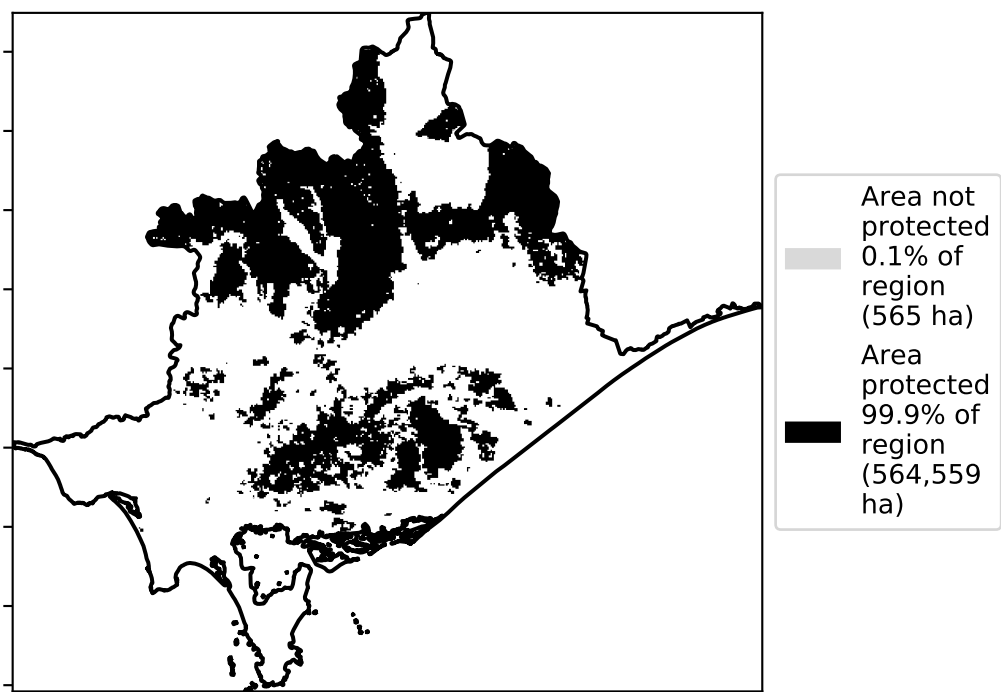 Area not
protected
0.1% of
region
(565 ha)
Area
protected
99.9% of
region
(564,559
ha)